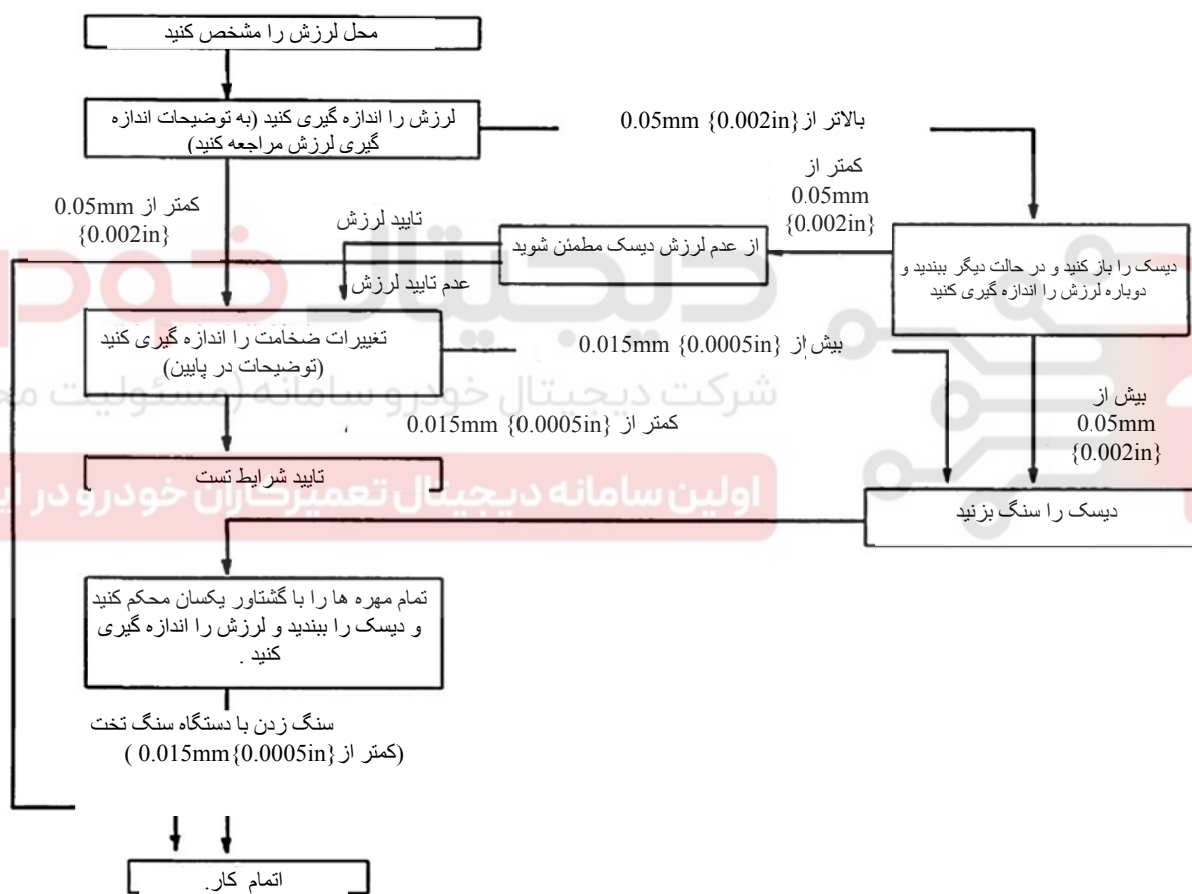 محل لرزش را مشخص کنید
لرزش را اندازه گیری کنید (به توضیحات اندازه
گیری لرزش مراجعه کنید)
بالاتر از {0.002in} 0.05mm
کمتر از
0.05mm
{0.002in}
کمتر از 0.05mm
{0.002in}
تایید لرزش
از عدم لرزش دیسک مطمئن شوید
عدم تایید لرزش
دیسک را باز کنید و در حالت دیگر ببندید و
دوباره لرزش را اندازه گیری کنید
تغییرات ضخامت را اندازه گیری کنید
(توضیحات در پایین)
بیش از {0.0005in} 0.015mm
بیش از
0.05mm
{0.002in}
کمتر از {0.0005in} 0.015mm
تایید شرایط تست
دیسک را سنگ بزنید
تمام مهره ها را با گشتاور یکسان محکم کنید
و دیسک را ببندید و لرزش را اندازه گیری
کنید .
سنگ زدن با دستگاه سنگ تخت
(کمتر از {0.0005in}0.015mm )
اتمام کار.
دیجیتال خودرو
شرکت دیجیتال خودرو سامانه (مسئولیت
اولین سامانه دیجیتال تعمیرکاران خودرو در